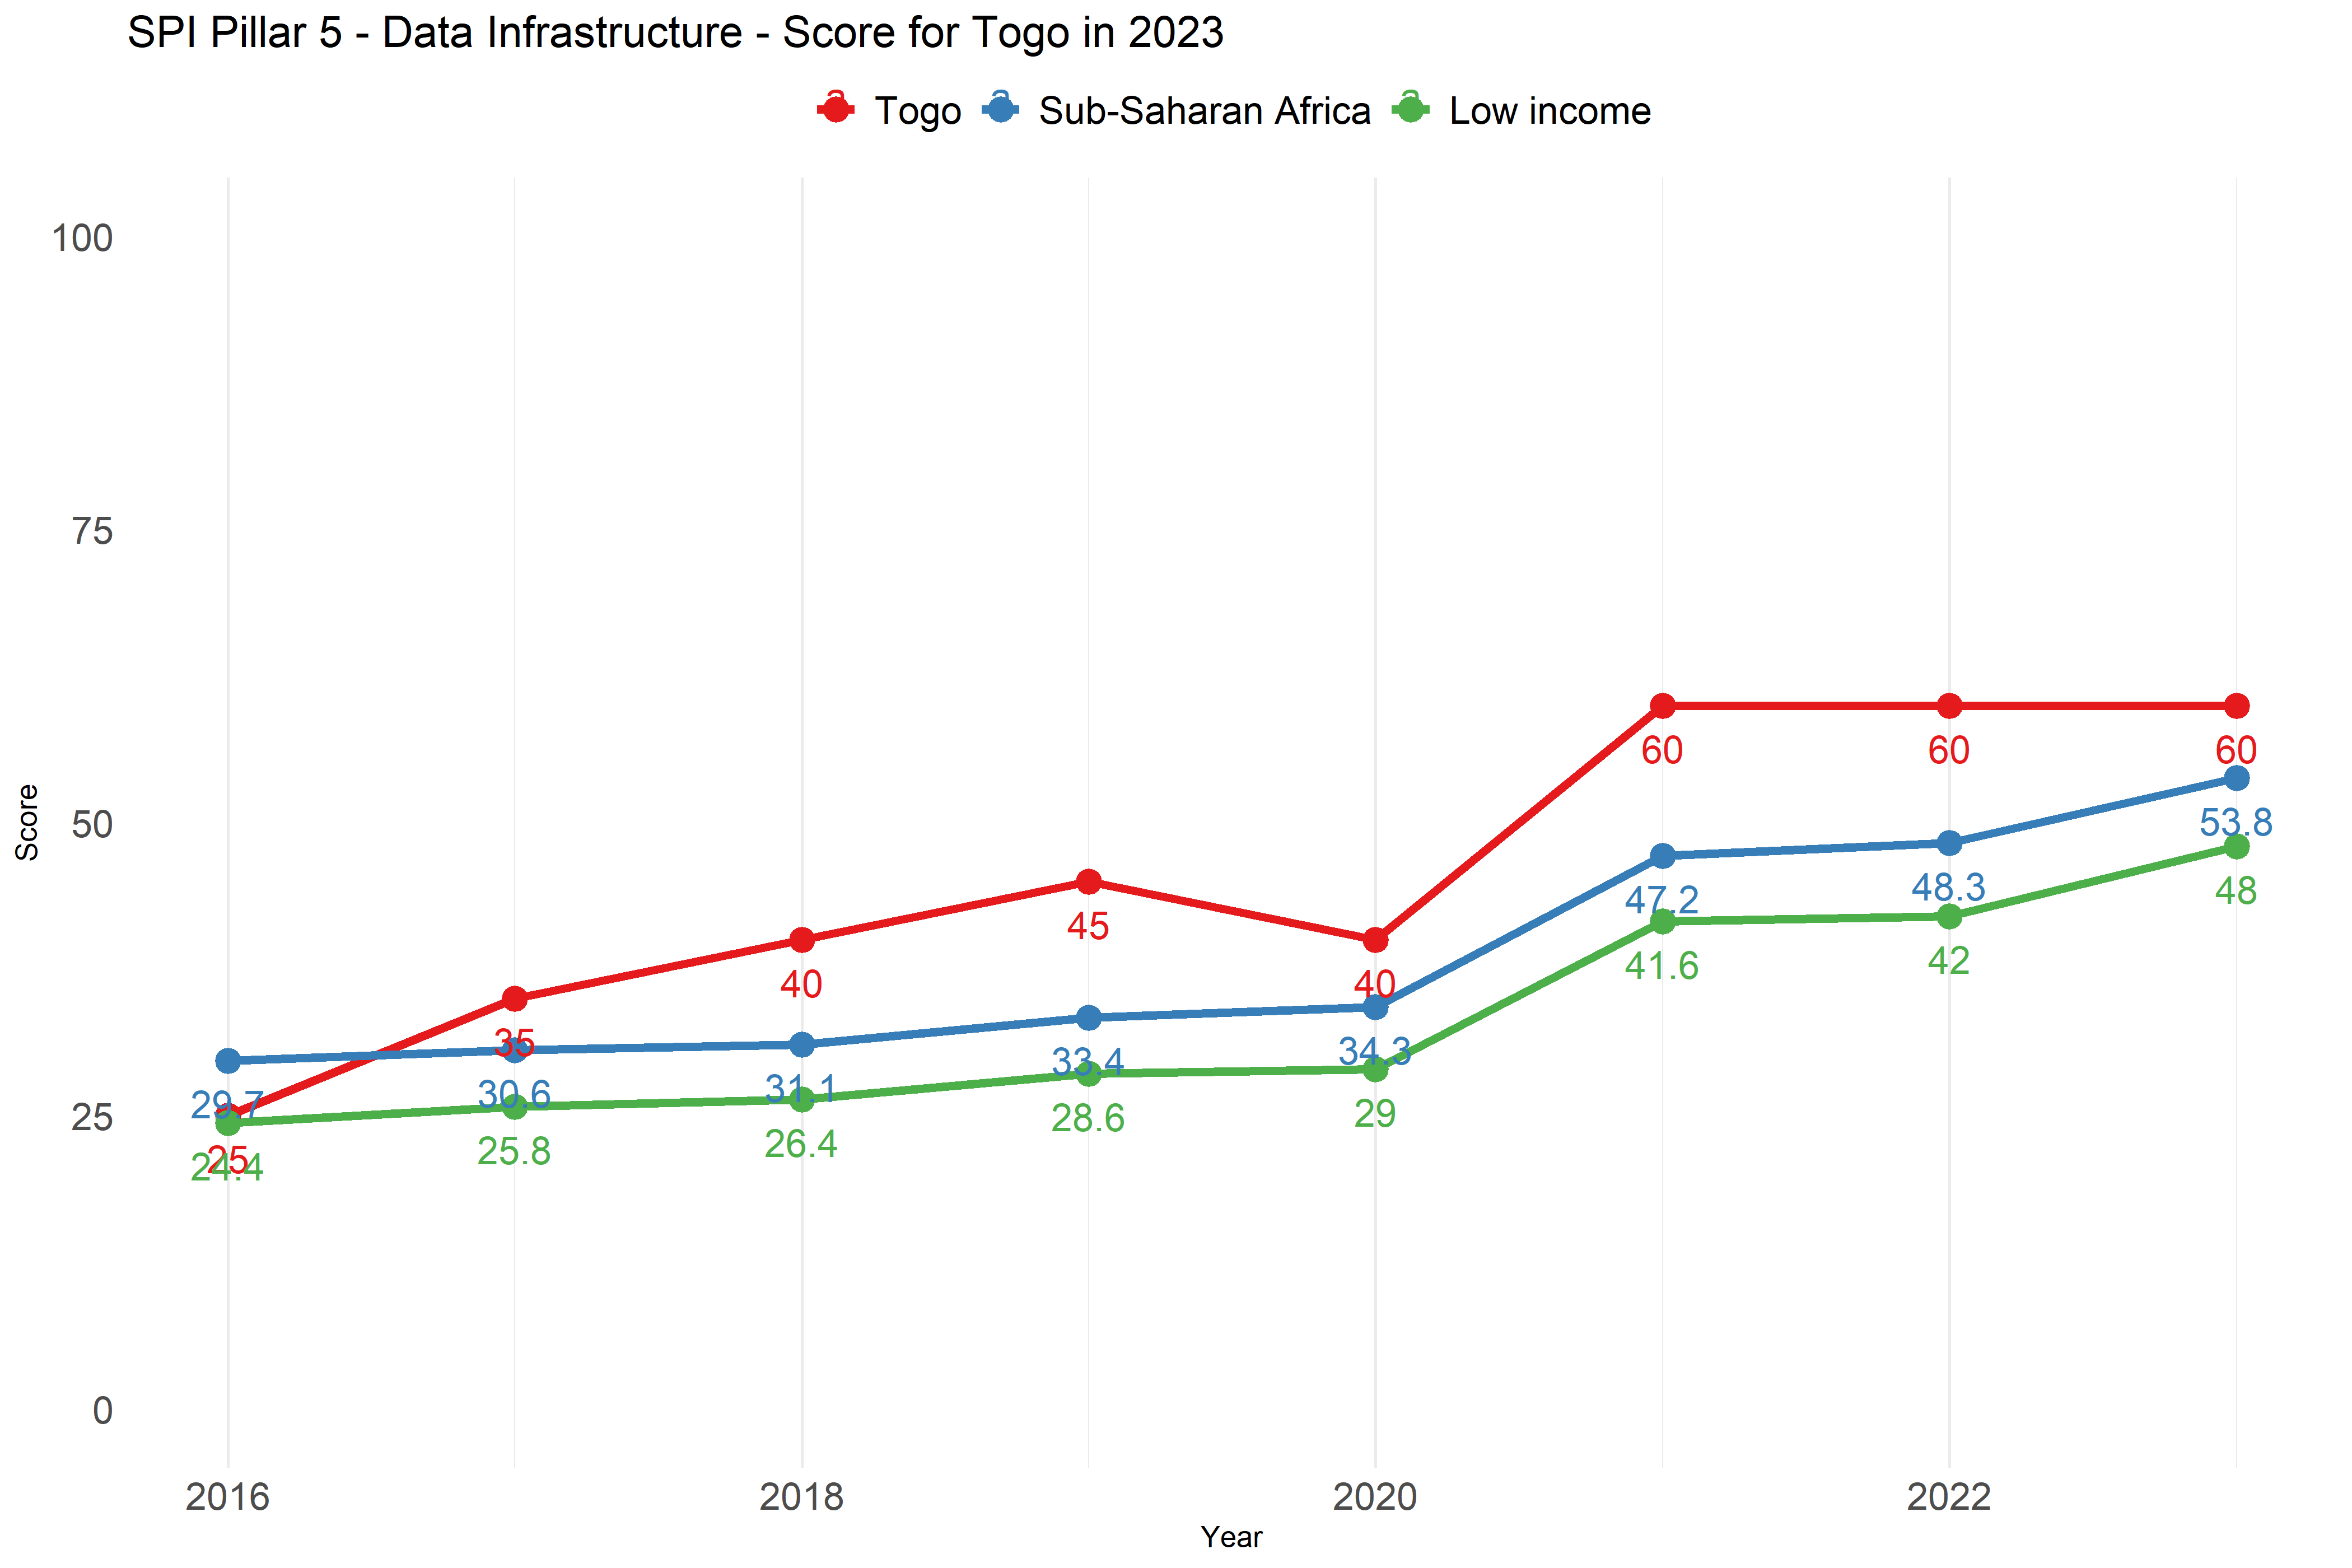 SPI Pillar 5 - Data Infrastructure - Score for Togo in 2023
Togo Sub-Saharan Africa Low income
100
75
50
25
0
Score
60 60 60
53.8
47.2 48.3 48
45
41.6 42
40 40
35
29.7 30.6 31.1 33.4 34.3
25
24.4 25.8 26.4 28.6 29
2016 2018 2020 2022
Year